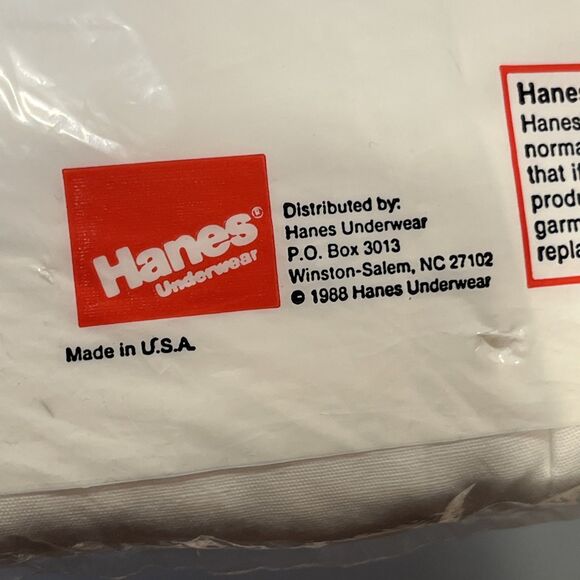 Hanes®
Underwear
Made in U.S.A.
Distributed by:
Hanes Underwear
P.O. Box 3013
Winston-Salem, NC 27102
© 1988 Hanes Underwear
Hanes
Hanes
norma
that if
produ
garm
repla